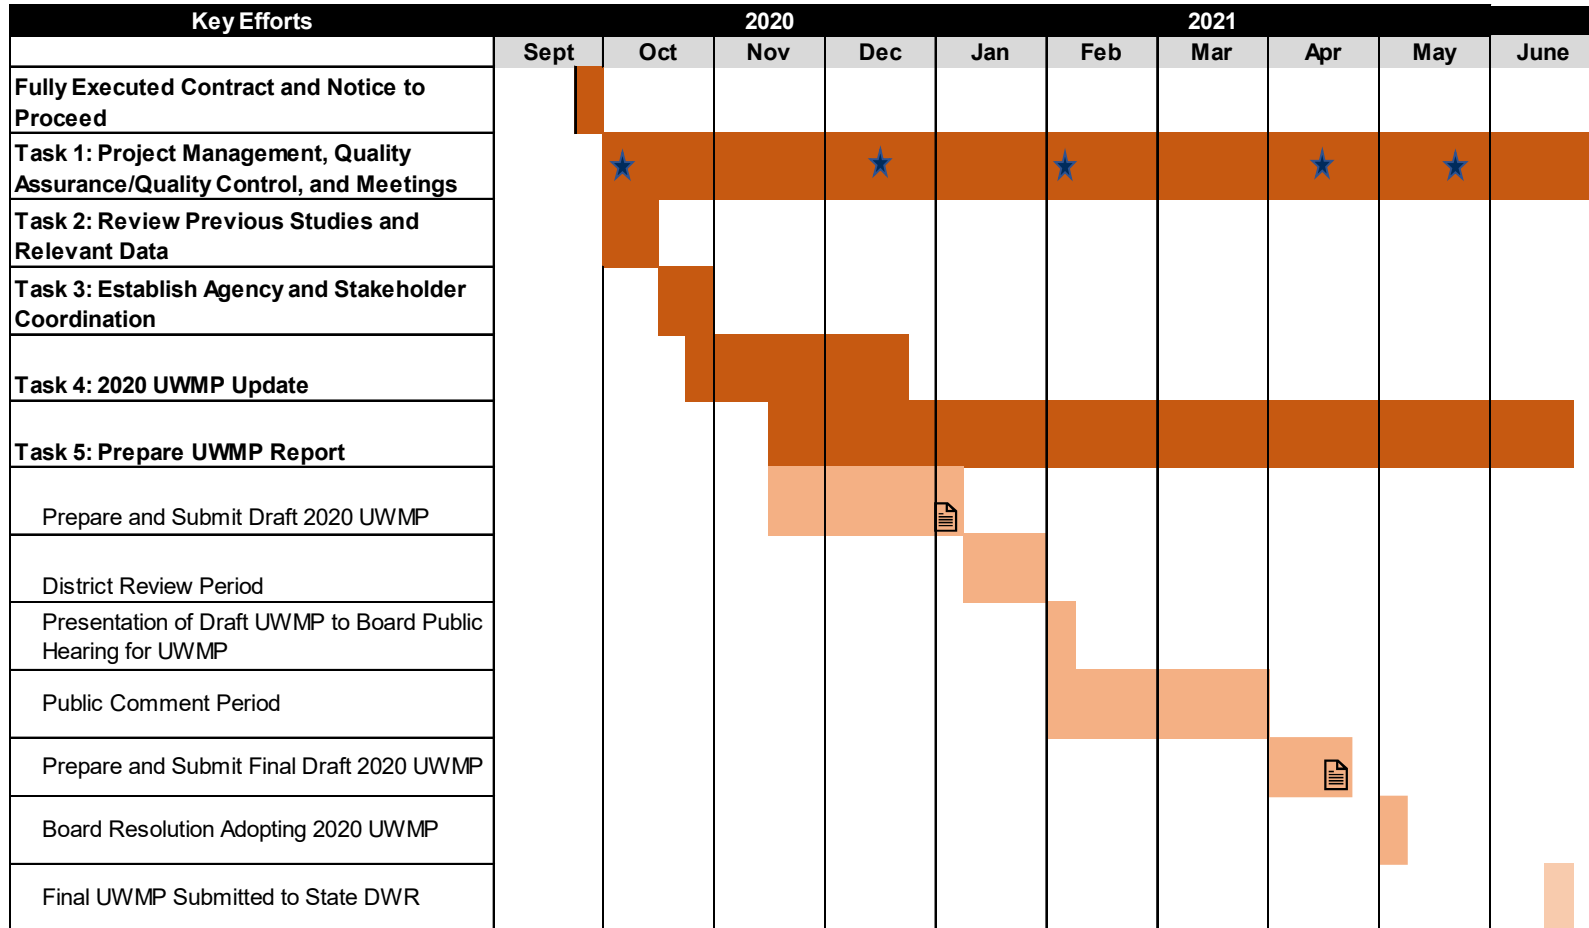 Key Efforts 2020 2021
Sept Oct Nov Dec Jan Feb Mar Apr May June
Fully Executed Contract and Notice to
Proceed
Task 1: Project Management, Quality
Assurance/Quality Control, and Meetings
Task 2: Review Previous Studies and
Relevant Data
Task 3: Establish Agency and Stakeholder
Coordination
Task 4: 2020 UWMP Update
Task 5: Prepare UWMP Report
Prepare and Submit Draft 2020 UWMP
District Review Period
Presentation of Draft UWMP to Board Public
Hearing for UWMP
Public Comment Period
Prepare and Submit Final Draft 2020 UWMP
Board Resolution Adopting 2020 UWMP
Final UWMP Submitted to State DWR